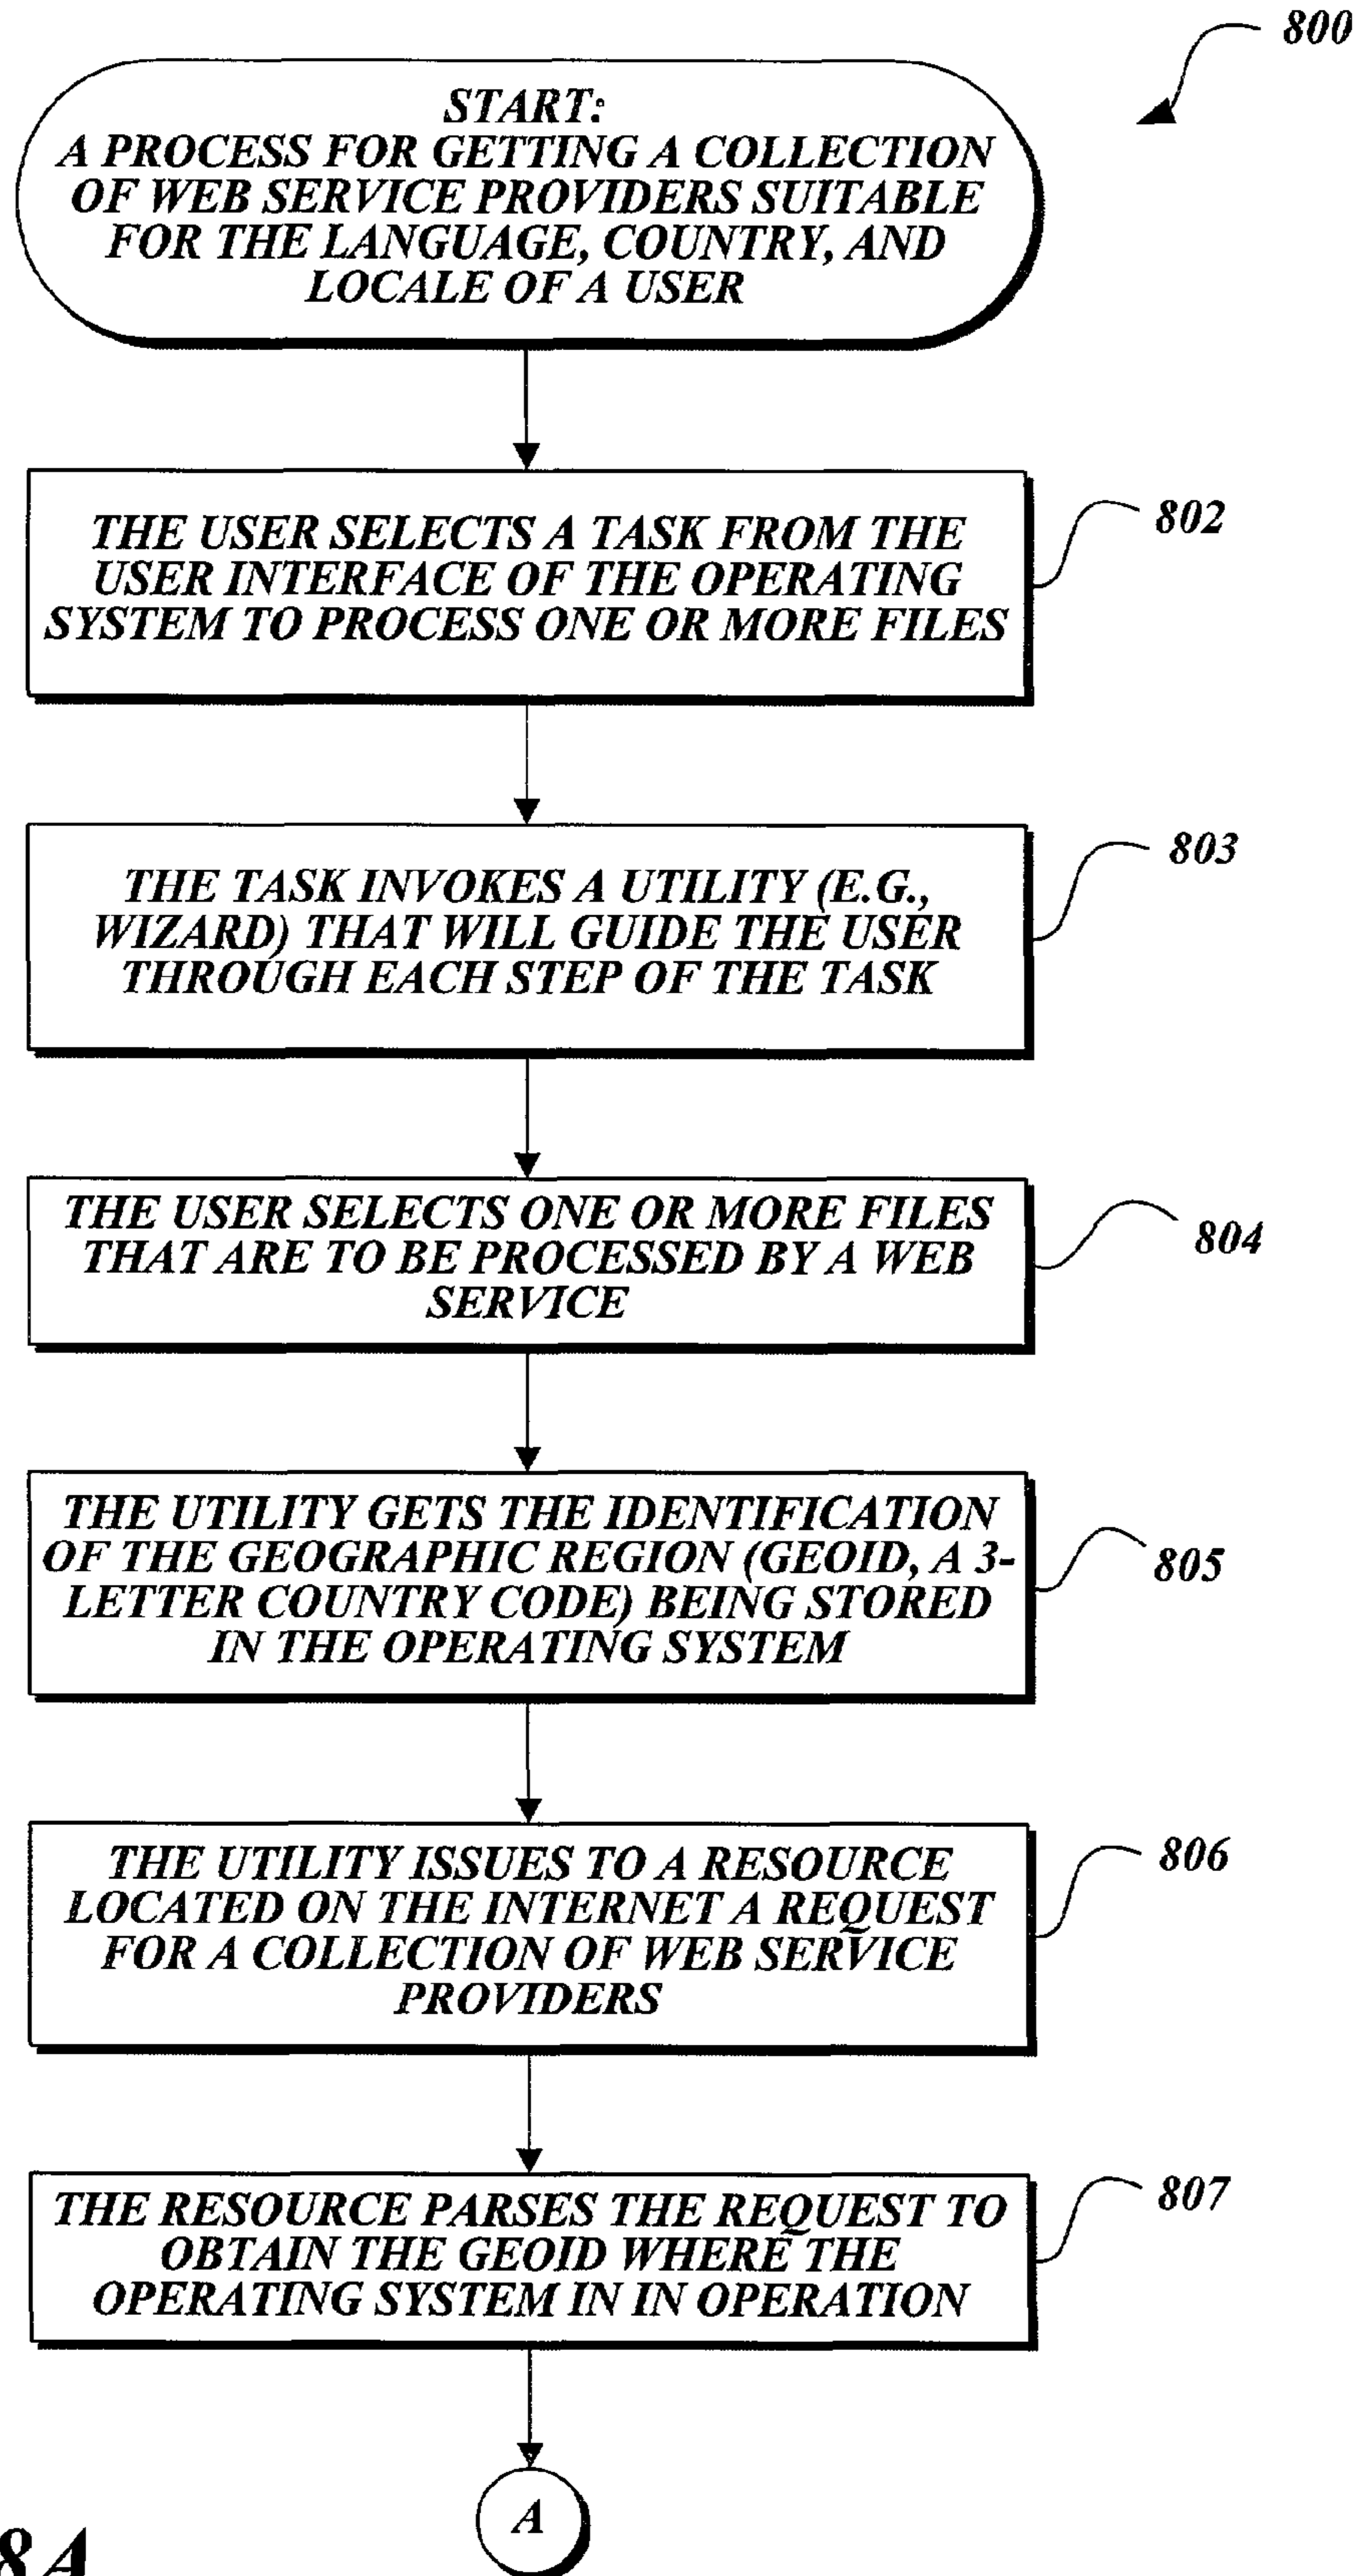 800
START:
A PROCESS FOR GETTING A COLLECTION
OF WEB SERVICE PROVIDERS SUITABLE
FOR THE LANGUAGE, COUNTRY, AND
LOCALE OF A USER
THE USER SELECTS A TASK FROM THE
USER INTERFACE OF THE OPERATING
SYSTEM TO PROCESS ONE OR MORE FILES
802
THE TASK INVOKES A UTILITY (E.G.,
WIZARD) THAT WILL GUIDE THE USER
THROUGH EACH STEP OF THE TASK
803
THE USER SELECTS ONE OR MORE FILES
THAT ARE TO BE PROCESSED BY A WEB
SERVICE
804
THE UTILITY GETS THE IDENTIFICATION
OF THE GEOGRAPHIC REGION (GEOID, A 3-
LETTER COUNTRY CODE) BEING STORED
IN THE OPERATING SYSTEM
805
THE UTILITY ISSUES TO A RESOURCE
LOCATED ON THE INTERNET A REQUEST
FOR A COLLECTION OF WEB SERVICE
PROVIDERS
806
THE RESOURCE PARSES THE REQUEST TO
OBTAIN THE GEOID WHERE THE
OPERATING SYSTEM IN IN OPERATION
807
A
8A